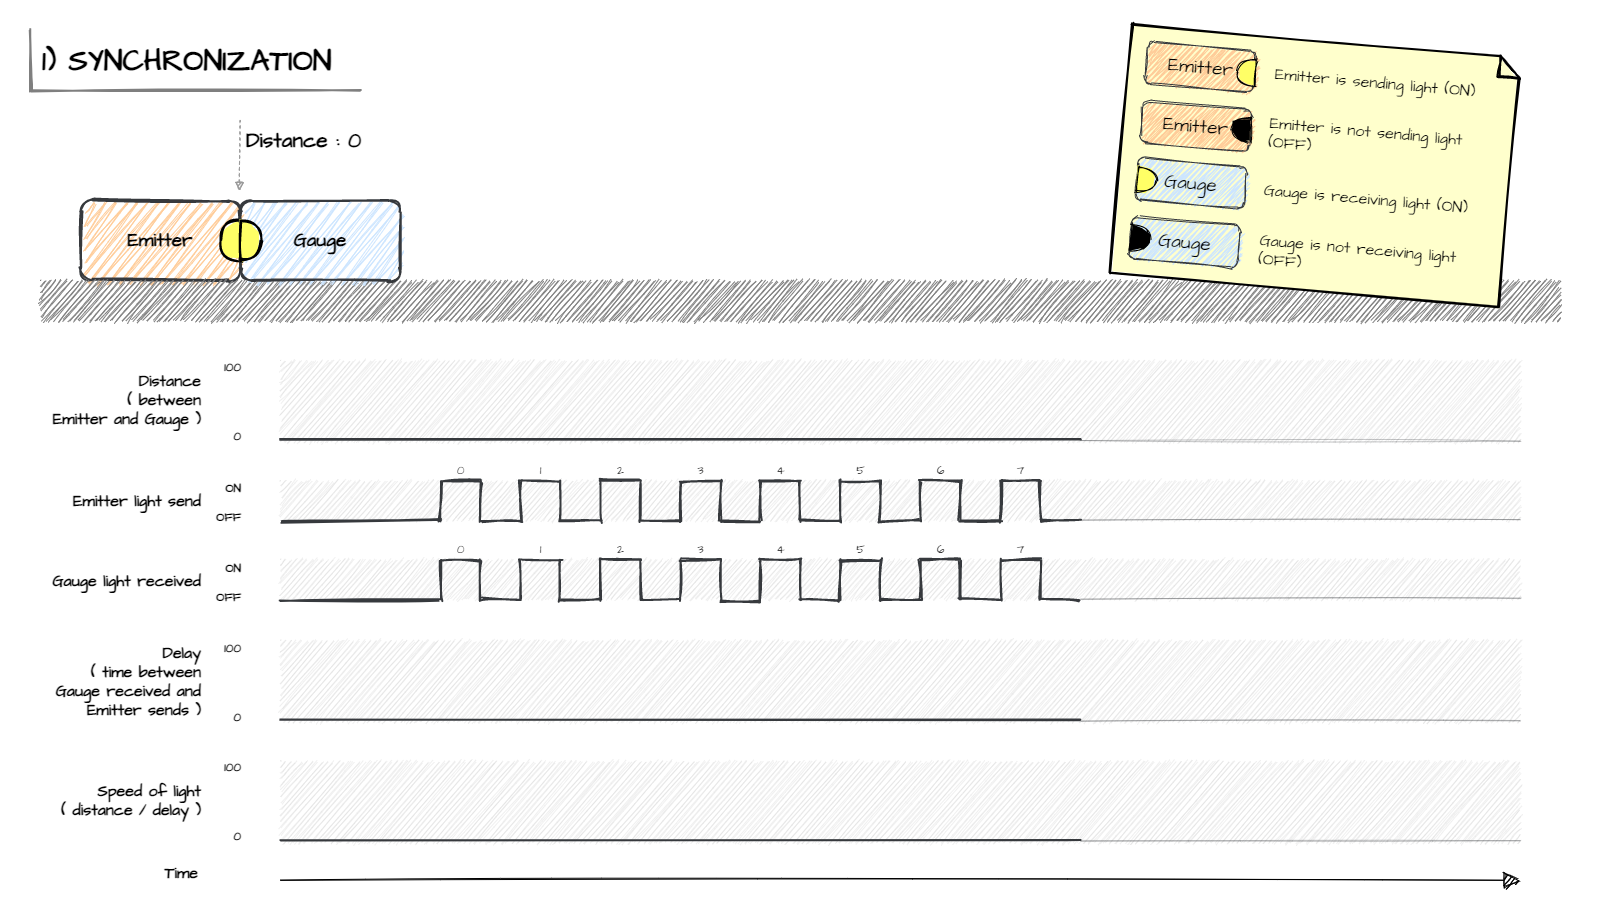 1) SYNCHRONIZATION
Distance : 0
Emitter
Gauge
Emitter
Emitter is sending light (ON)
Emitter
Emitter is not sending light
(OFF)
Gauge
Gauge is receiving light (ON)
Gauge
Gauge is not receiving light
(OFF)
Distance
( between
Emitter and Gauge )
100
0
Emitter light send
ON
OFF
0 1 2 3 4 5 6 7
Gauge light received
ON
OFF
0 1 2 3 4 5 6 7
Delay
( time between
Gauge received and
Emitter sends )
100
0
Speed of light
( distance / delay )
100
0
Time